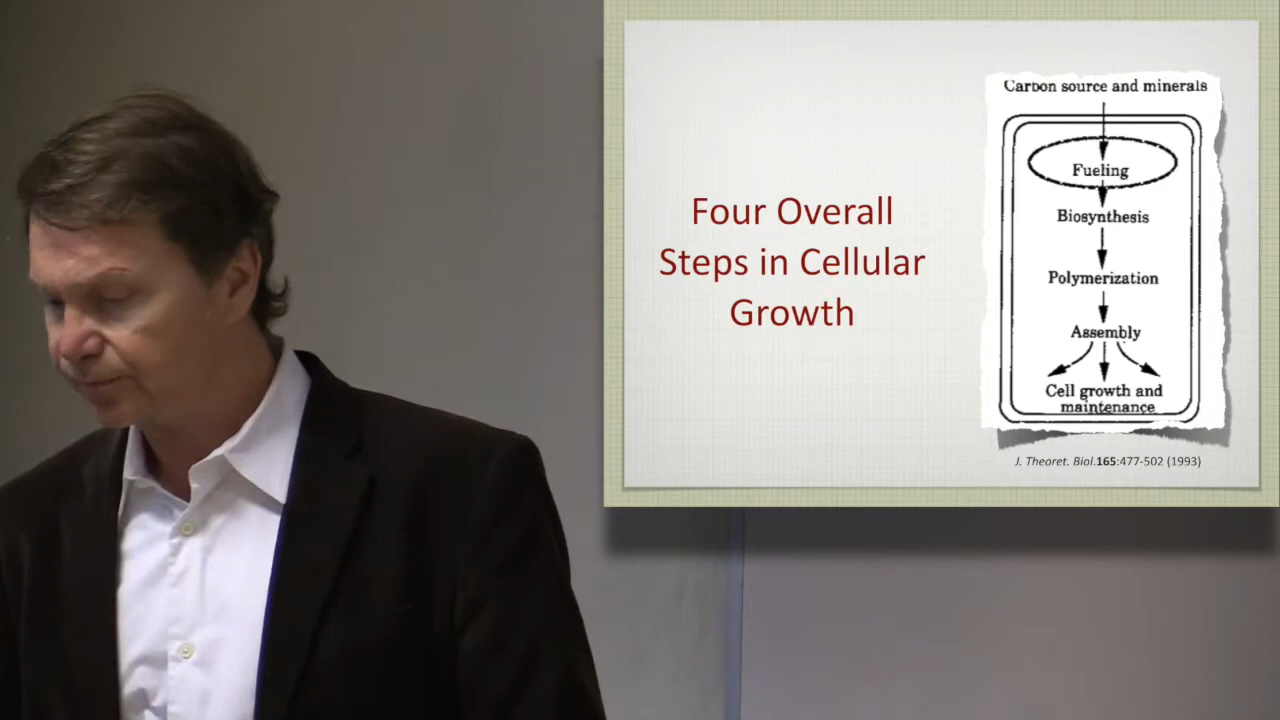 Four Overall
Steps in Cellular
Growth
Carbon source and minerals
Fueling
Biosynthesis
Polymerization
Assembly
Cell growth and
maintenance
J. Theoret. Biol.165:477-502 (1993)